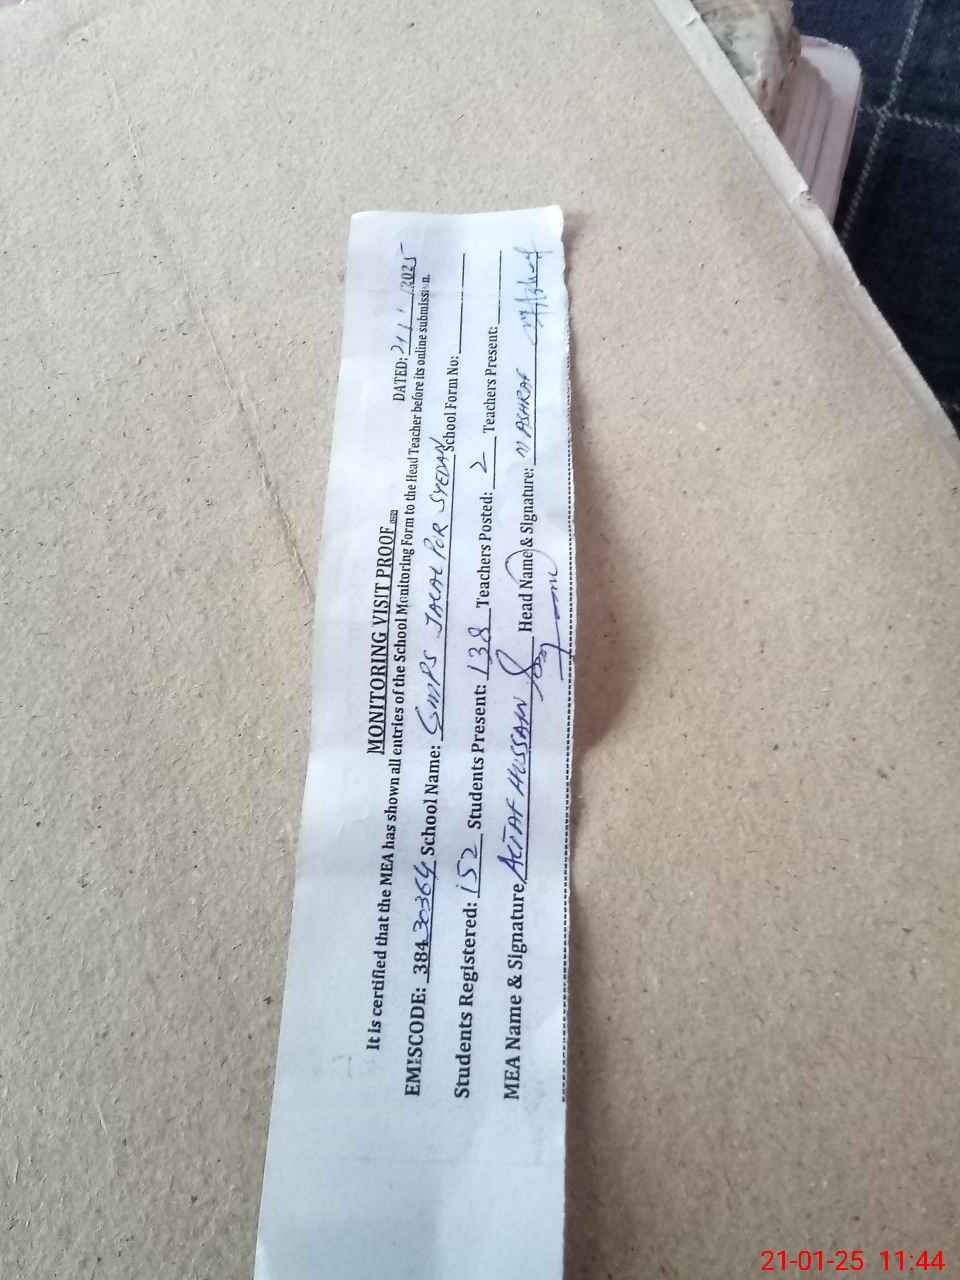 MONITORING VISIT PROOF
DATED: 21/1/2025
It is certified that the MEA has shown all entries of the School Monitoring Form to the Head Teacher before its online submission.
EMISCODE: 38430364 School Name: GMPS JALAL PUR SYEDAN School Form No:
Students Registered: 152 Students Present: 138 Teachers Posted: 2 Teachers Present:
MEA Name & Signature ALTAF HUSSAIN Head Name & Signature: M ASHRAF
21-01-25 11:44